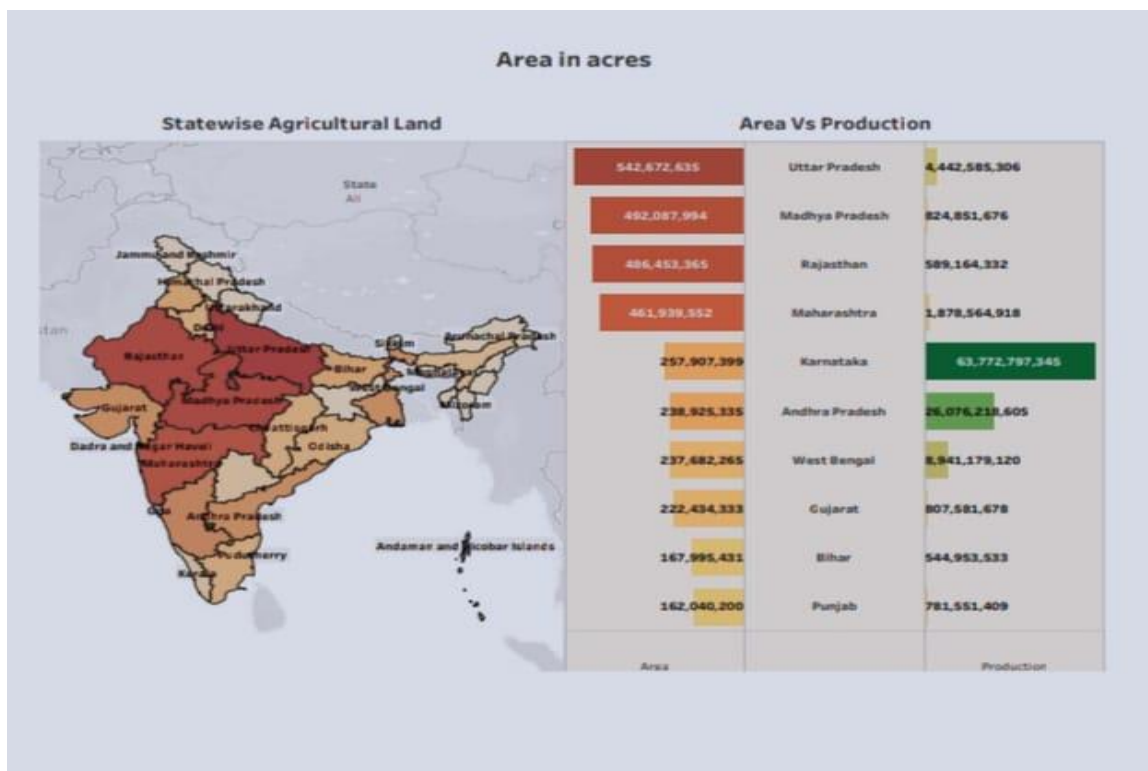 Area in acres
Statewise Agricultural Land
Area Vs Production
State
All
Jammu and Kashmir
Himachal Pradesh
Uttarakhand
Delhi
Rajasthan
Uttar Pradesh
Sikkim
Arunachal Pradesh
Bihar
Meghalaya
West Bengal
Mizoram
Gujarat
Madhya Pradesh
Chhattisgarh
Odisha
Dadra and Nagar Haveli
Maharashtra
Goa
Andhra Pradesh
Puducherry
Kerala
Andaman and Nicobar Islands
542,672,635 Uttar Pradesh 4,442,585,306
492,087,994 Madhya Pradesh 824,851,676
486,453,365 Rajasthan 589,164,332
461,939,552 Maharashtra 1,878,564,918
257,907,399 Karnataka 63,772,797,345
238,925,335 Andhra Pradesh 26,076,218,605
237,682,265 West Bengal 8,941,179,120
222,434,333 Gujarat 807,581,678
167,995,431 Bihar 544,953,533
162,040,200 Punjab 781,551,409
Area Production